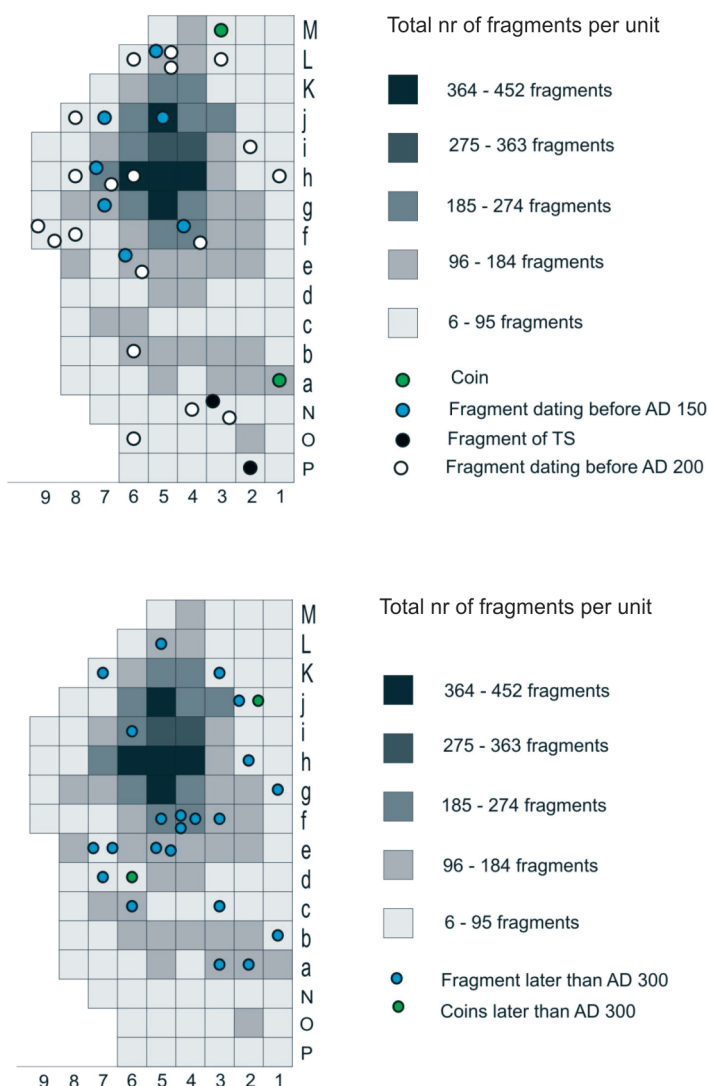 Total nr of fragments per unit
M
L
K
j
i
h
g
f
e
d
c
b
a
N
O
P
9 8 7 6 5 4 3 2 1
364 - 452 fragments
275 - 363 fragments
185 - 274 fragments
96 - 184 fragments
6 - 95 fragments
Coin
Fragment dating before AD 150
Fragment of TS
Fragment dating before AD 200
Total nr of fragments per unit
M
L
K
j
i
h
g
f
e
d
c
b
a
N
O
P
9 8 7 6 5 4 3 2 1
364 - 452 fragments
275 - 363 fragments
185 - 274 fragments
96 - 184 fragments
6 - 95 fragments
Fragment later than AD 300
Coins later than AD 300